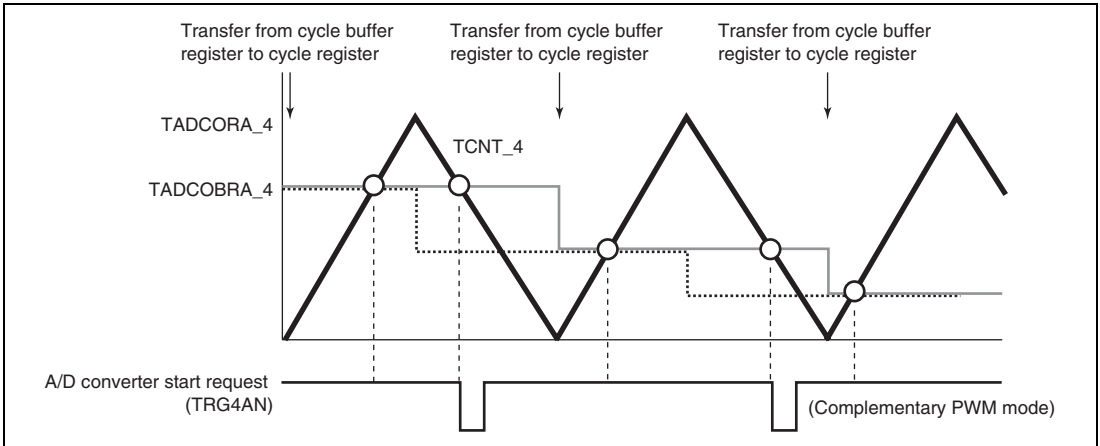 Transfer from cycle buffer
register to cycle register
Transfer from cycle buffer
register to cycle register
Transfer from cycle buffer
register to cycle register
TADCORA_4
TCNT_4
TADCOBRA_4
A/D converter start request
(TRG4AN)
(Complementary PWM mode)